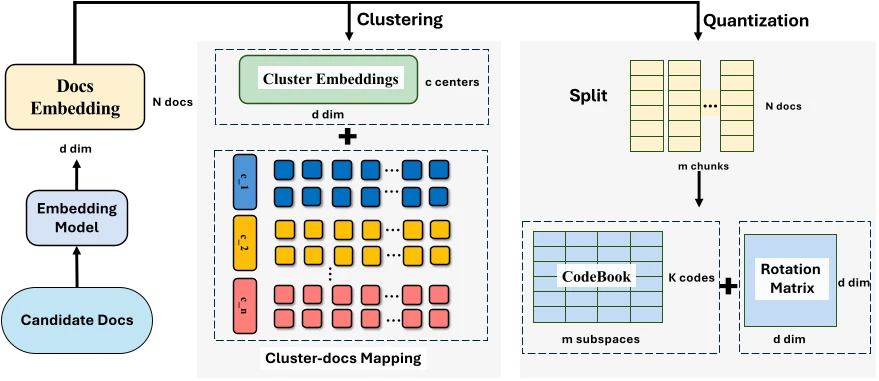 Clustering
Quantization
Docs
Embedding
N docs
d dim
Embedding
Model
Candidate Docs
Cluster Embeddings
c centers
d dim
+
c_1
...
...
c_2
...
...
...
c_n
...
...
Cluster-docs Mapping
Split
...
N docs
m chunks
CodeBook
K codes
m subspaces
+
Rotation
Matrix
d dim
d dim